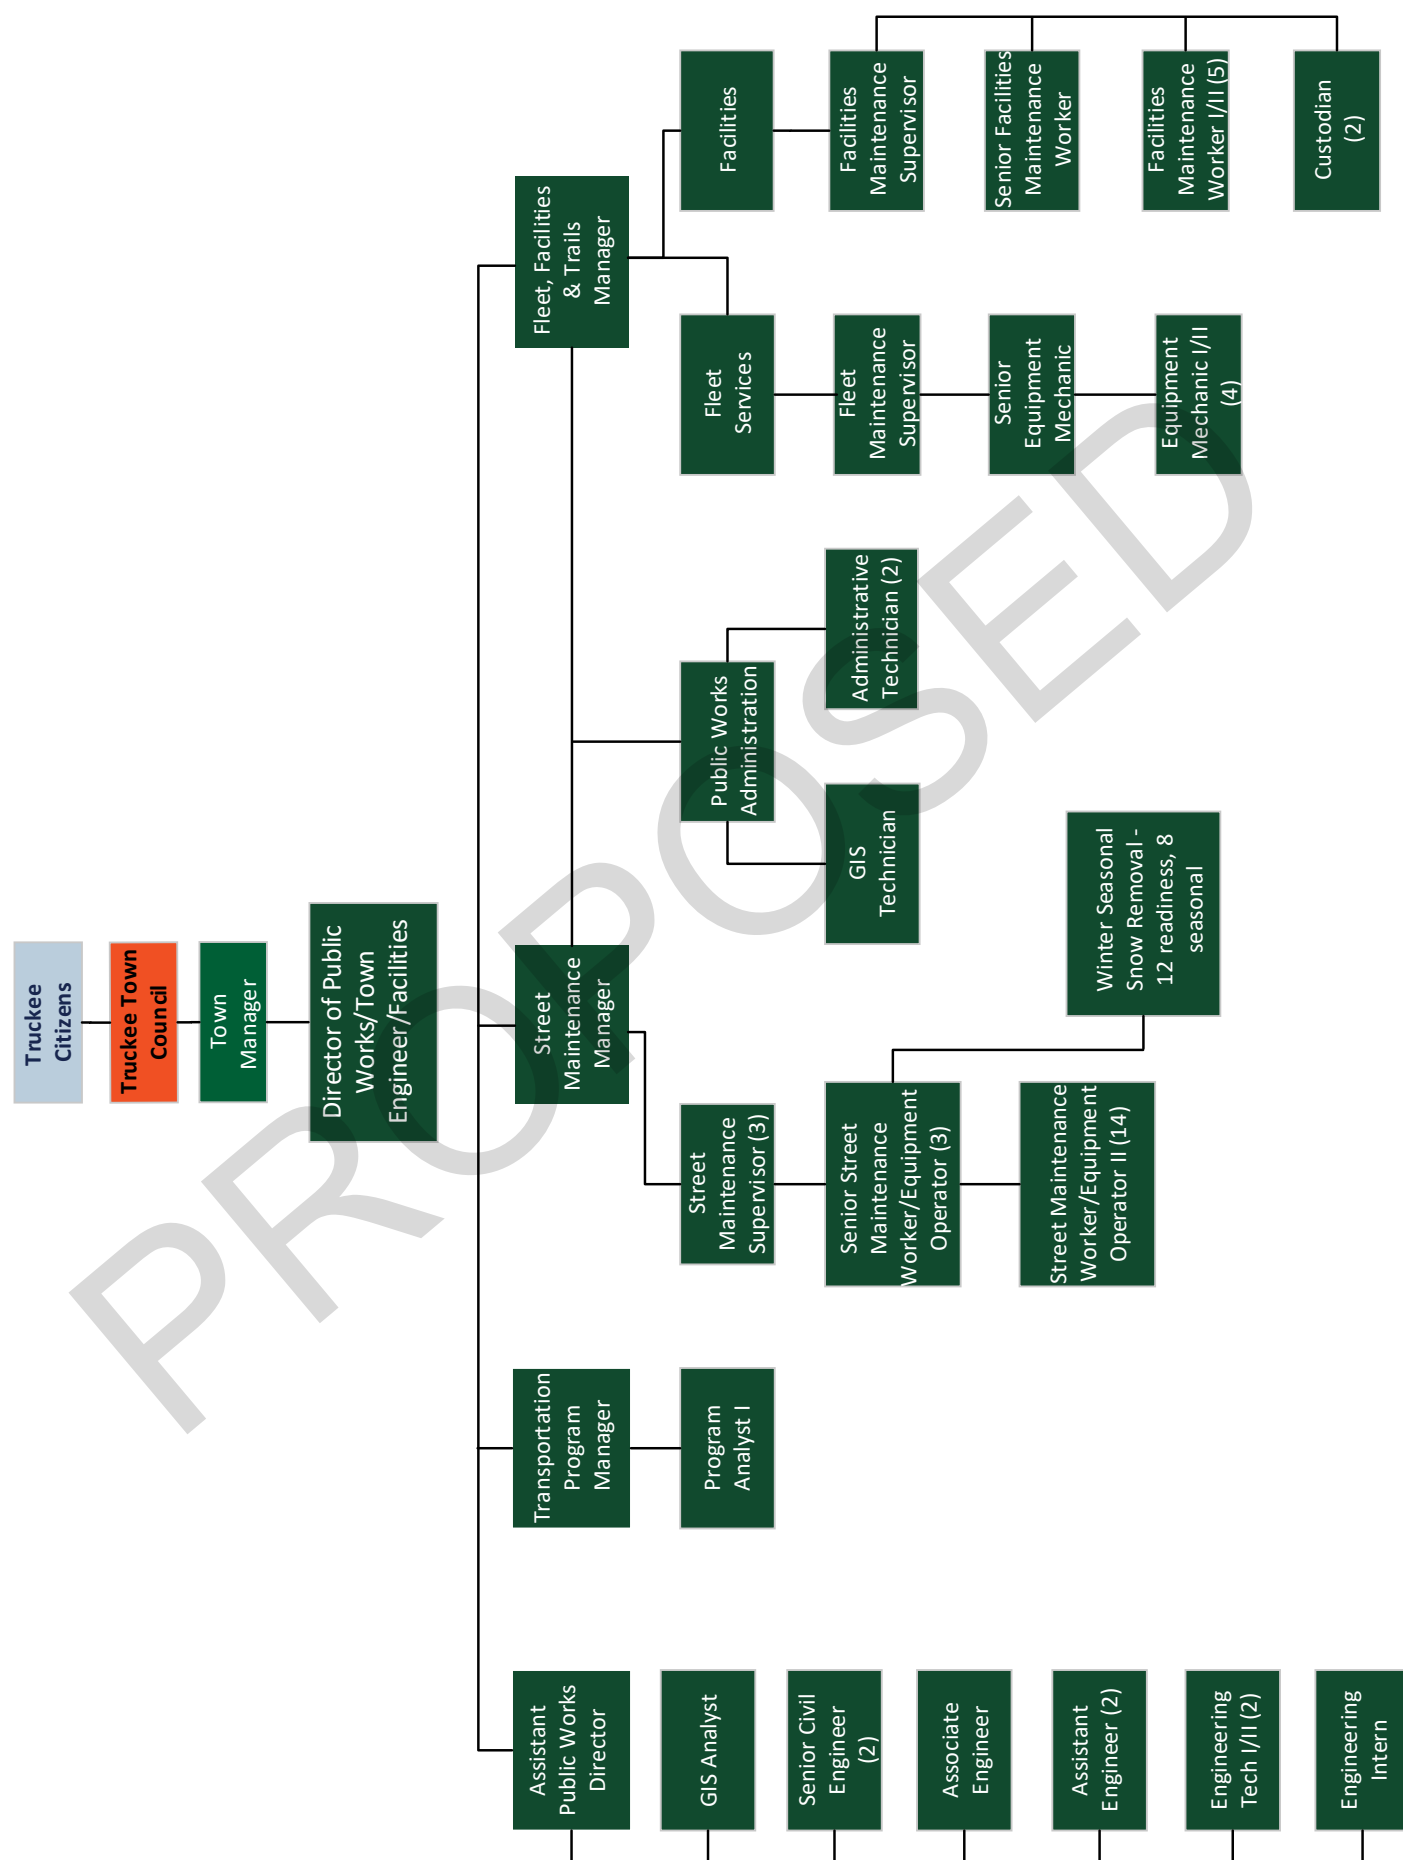 Truckee
Citizens
Truckee Town
Council
Town
Manager
Director of Public
Works/Town
Engineer/Facilities
Assistant
Public Works
Director
Transportation
Program
Manager
Street
Maintenance
Manager
Fleet, Facilities
& Trails
Manager
GIS Analyst
Senior Civil
Engineer
(2)
Associate
Engineer
Assistant
Engineer (2)
Engineering
Tech I/II (2)
Engineering
Intern
Program
Analyst I
Street
Maintenance
Supervisor (3)
Senior Street
Maintenance
Worker/Equipment
Operator (3)
Street Maintenance
Worker/Equipment
Operator II (14)
Winter Seasonal
Snow Removal -
12 readiness, 8
seasonal
Public Works
Administration
GIS
Technician
Administrative
Technician (2)
Fleet
Services
Fleet
Maintenance
Supervisor
Senior
Equipment
Mechanic
Equipment
Mechanic I/II
(4)
Facilities
Facilities
Maintenance
Supervisor
Senior Facilities
Maintenance
Worker
Facilities
Maintenance
Worker I/II (5)
Custodian
(2)
PROPOSED